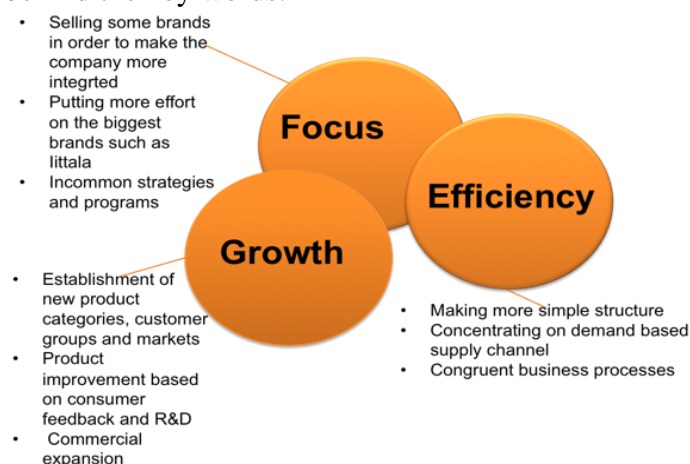 • Selling some brands
in order to make the
company more
integrted
• Putting more effort
on the biggest
brands such as
Iittala
• Incommon strategies
and programs
Focus
Efficiency
Growth
• Establishment of
new product
categories, customer
groups and markets
• Product
improvement based
on consumer
feedback and R&D
• Commercial
expansion
• Making more simple structure
• Concentrating on demand based
supply channel
• Congruent business processes